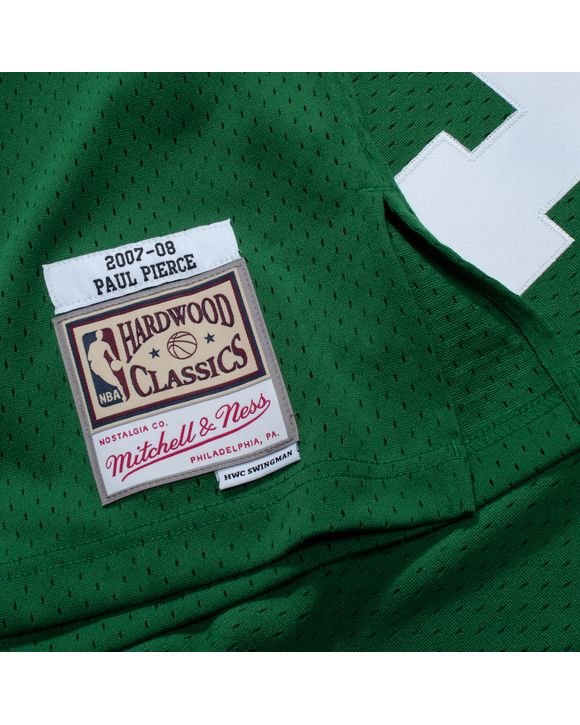 2007-08
PAUL PIERCE
HARDWOOD
CLASSICS
NBA
NOSTALGIA CO.
Mitchell & Ness
PHILADELPHIA, PA.
HWC SWINGMAN